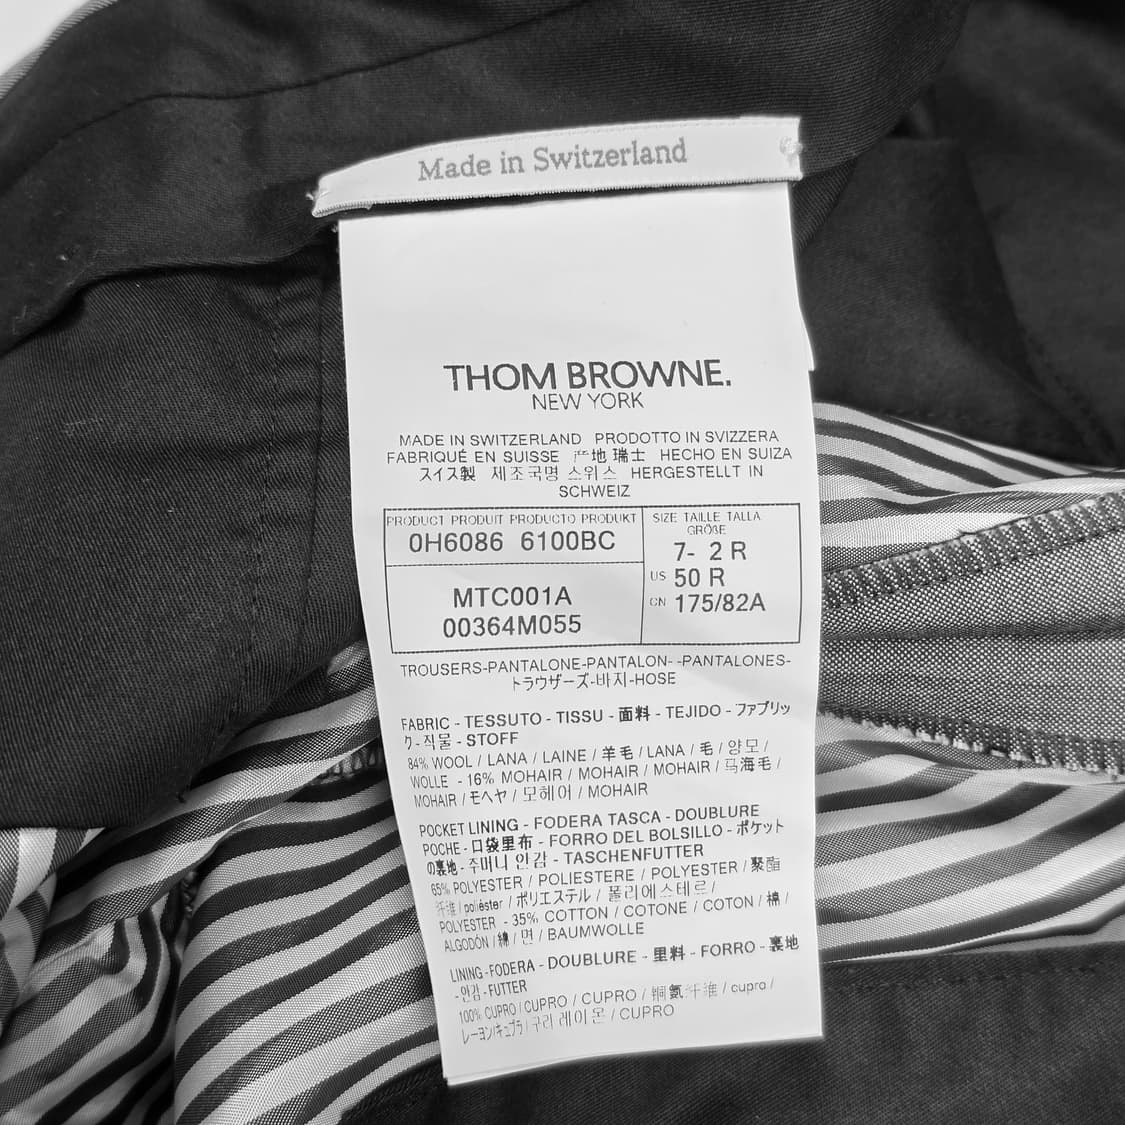 Made in Switzerland
THOM BROWNE.
NEW YORK
MADE IN SWITZERLAND PRODOTTO IN SVIZZERA
FABRIQUÉ EN SUISSE 产地瑞士 HECHO EN SUIZA
スイス製 제조국명 스위스 HERGESTELLT IN
SCHWEIZ
PRODUCT PRODUIT PRODUCTO PRODUKT
0H6086 6100BC
MTC001A
00364M055
SIZE TAILLE TALLA
GRÖßE
7- 2 R
US 50 R
CN 175/82A
TROUSERS-PANTALONE-PANTALON- -PANTALONES-
トラウザーズ-바지-HOSE
FABRIC - TESSUTO - TISSU - 面料 - TEJIDO - ファブリッ
ク-직물 - STOFF
84% WOOL / LANA / LAINE / 羊毛 / LANA / 毛 / 양모 /
WOLLE - 16% MOHAIR / MOHAIR / MOHAIR / 马海毛 /
MOHAIR / モヘヤ / 모헤어 / MOHAIR
POCKET LINING - FODERA TASCA - DOUBLURE
POCHE - 口袋里布 - FORRO DEL BOLSILLO - ポケット
の裏地 - 주머니 안감 - TASCHENFUTTER
65% POLYESTER / POLIESTERE / POLYESTER / 聚酯
纤维 / poliéster / ポリエステル / 폴리에스테르 /
POLYESTER - 35% COTTON / COTONE / COTON / 棉 /
ALGODÓN / 綿 / 면 / BAUMWOLLE
LINING - FODERA - DOUBLURE - 里料 - FORRO - 裏地
- 안감 - FUTTER
100% CUPRO / CUPRO / CUPRO / 铜氨纤维 / cupra /
レーヨン/キュプラ / 구리 레이온 / CUPRO